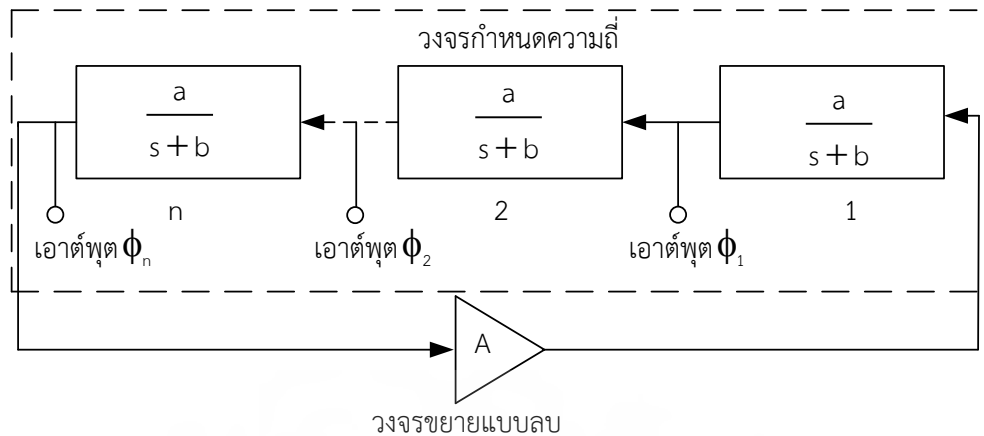 วงจรกำหนดความถี่
a a a
s + b s + b s + b
n 2 1
เอาต์พุต ϕn เอาต์พุต ϕ2 เอาต์พุต ϕ1
A
วงจรขยายแบบลบ